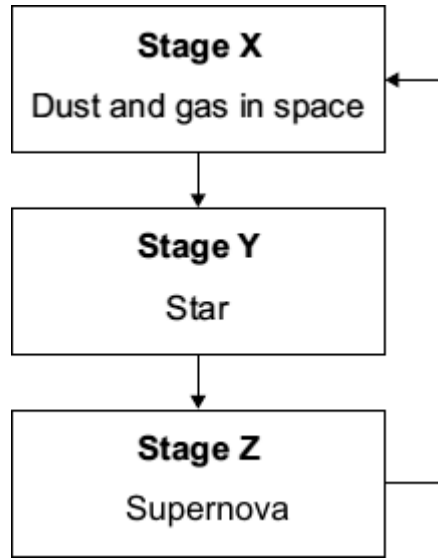 Stage X
Dust and gas in space
Stage Y
Star
Stage Z
Supernova